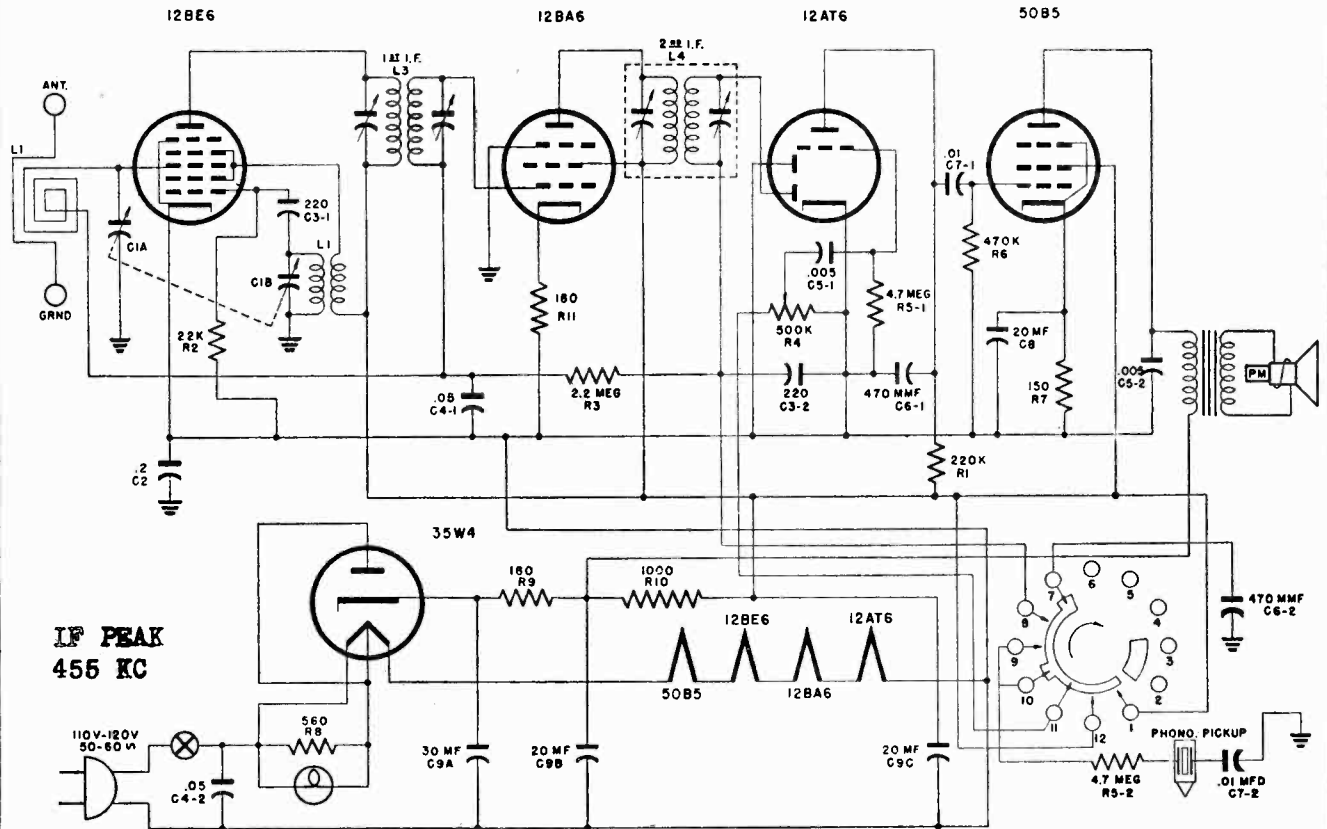 12BE6
12BA6
12AT6
50B5
1st I.F.
L3
2nd I.F.
L4
ANT.
L1
GRND
C1A
22K
R2
220
C3-1
L1
C1B
160
R11
.005
C5-1
500K
R4
4.7 MEG
R5-1
.01
C7-1
470K
R6
20 MF
C8
150
R7
.005
C5-2
PM
.05
C4-1
2.2 MEG
R3
220
C3-2
470 MMF
C6-1
.2
C2
220K
R1
35W4
160
R9
1000
R10
7
6
5
4
3
2
1
12
11
10
9
8
470 MMF
C6-2
IF PEAK
455 KC
12BE6
12AT6
50B5
12BA6
110V-120V
50-60 ∿
560
R8
.05
C4-2
30 MF
C9A
20 MF
C9B
20 MF
C9C
PHONO. PICKUP
4.7 MEG
R5-2
.01 MFD
C7-2